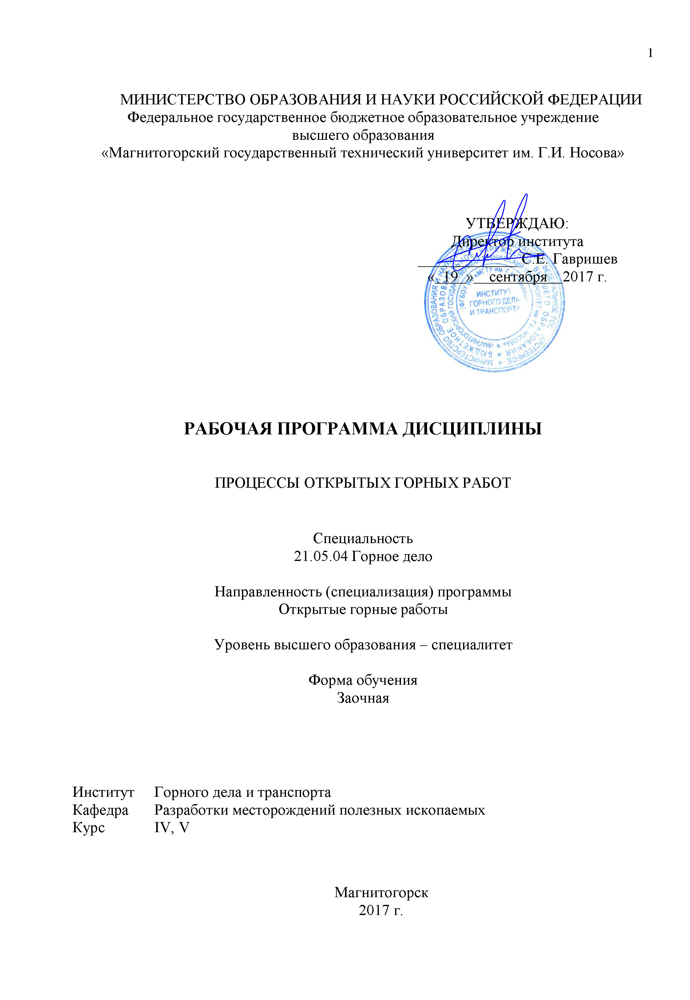 1
МИНИСТЕРСТВО ОБРАЗОВАНИЯ И НАУКИ РОССИЙСКОЙ ФЕДЕРАЦИИ
Федеральное государственное бюджетное образовательное учреждение
высшего образования
«Магнитогорский государственный технический университет им. Г.И. Носова»
УТВЕРЖДАЮ:
Директор института
С.Е. Гавришев
« 19 » сентября 2017 г.
ИНСТИТУТ
ГОРНОГО ДЕЛА
И ТРАНСПОРТА
РАБОЧАЯ ПРОГРАММА ДИСЦИПЛИНЫ
ПРОЦЕССЫ ОТКРЫТЫХ ГОРНЫХ РАБОТ
Специальность
21.05.04 Горное дело
Направленность (специализация) программы
Открытые горные работы
Уровень высшего образования – специалитет
Форма обучения
Заочная
Институт Горного дела и транспорта
Кафедра Разработки месторождений полезных ископаемых
Курс IV, V
Магнитогорск
2017 г.